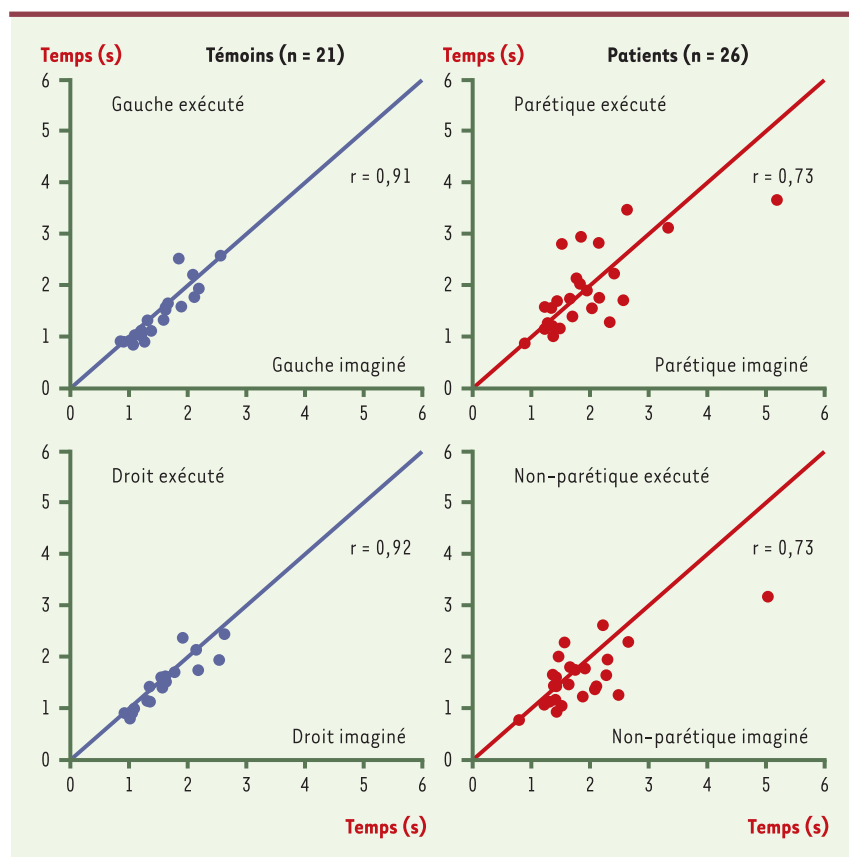 Temps (s) Témoins (n = 21) Temps (s) Patients (n = 26)
6
Gauche exécuté
5
r = 0,91
4
3
2
1
Gauche imaginé
0
0 1 2 3 4 5 6
6
Parétique exécuté
5
r = 0,73
4
3
2
1
Parétique imaginé
0
0 1 2 3 4 5 6
6
Droit exécuté
5
r = 0,92
4
3
2
1
Droit imaginé
0
0 1 2 3 4 5 6
Temps (s)
6
Non-parétique exécuté
5
r = 0,73
4
3
2
1
Non-parétique imaginé
0
0 1 2 3 4 5 6
Temps (s)